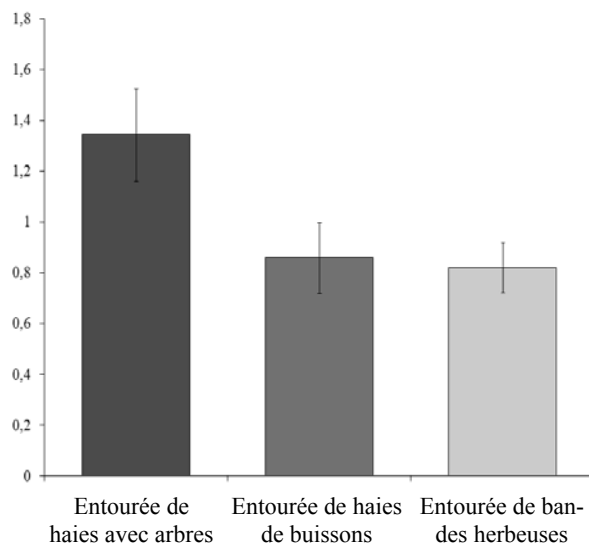 1,8
1,6
1,4
1,2
1
0,8
0,6
0,4
0,2
0
Entourée de haies avec arbres
Entourée de haies de buissons
Entourée de ban-
des herbeuses